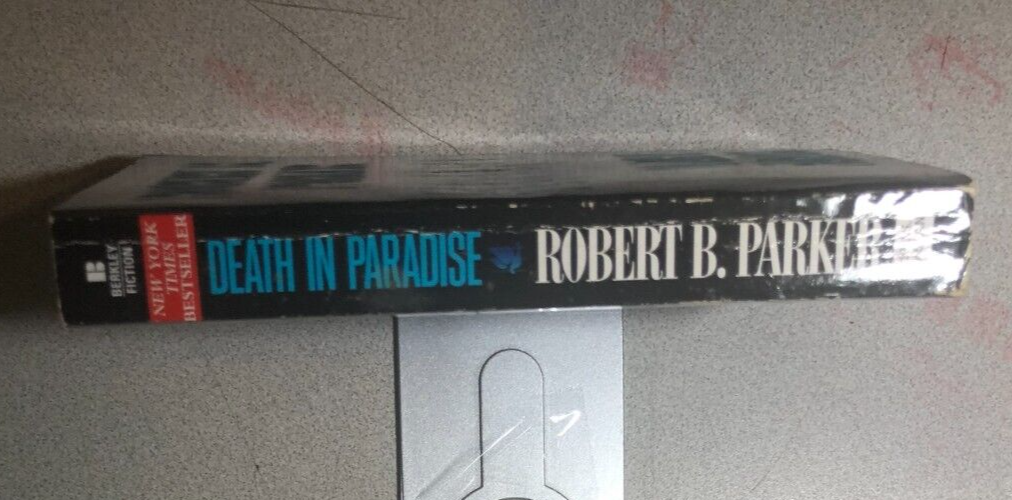 B
BERKLEY
FICTION
NEW YORK
TIMES
BESTSELLER
DEATH IN PARADISE
ROBERT B. PARKER